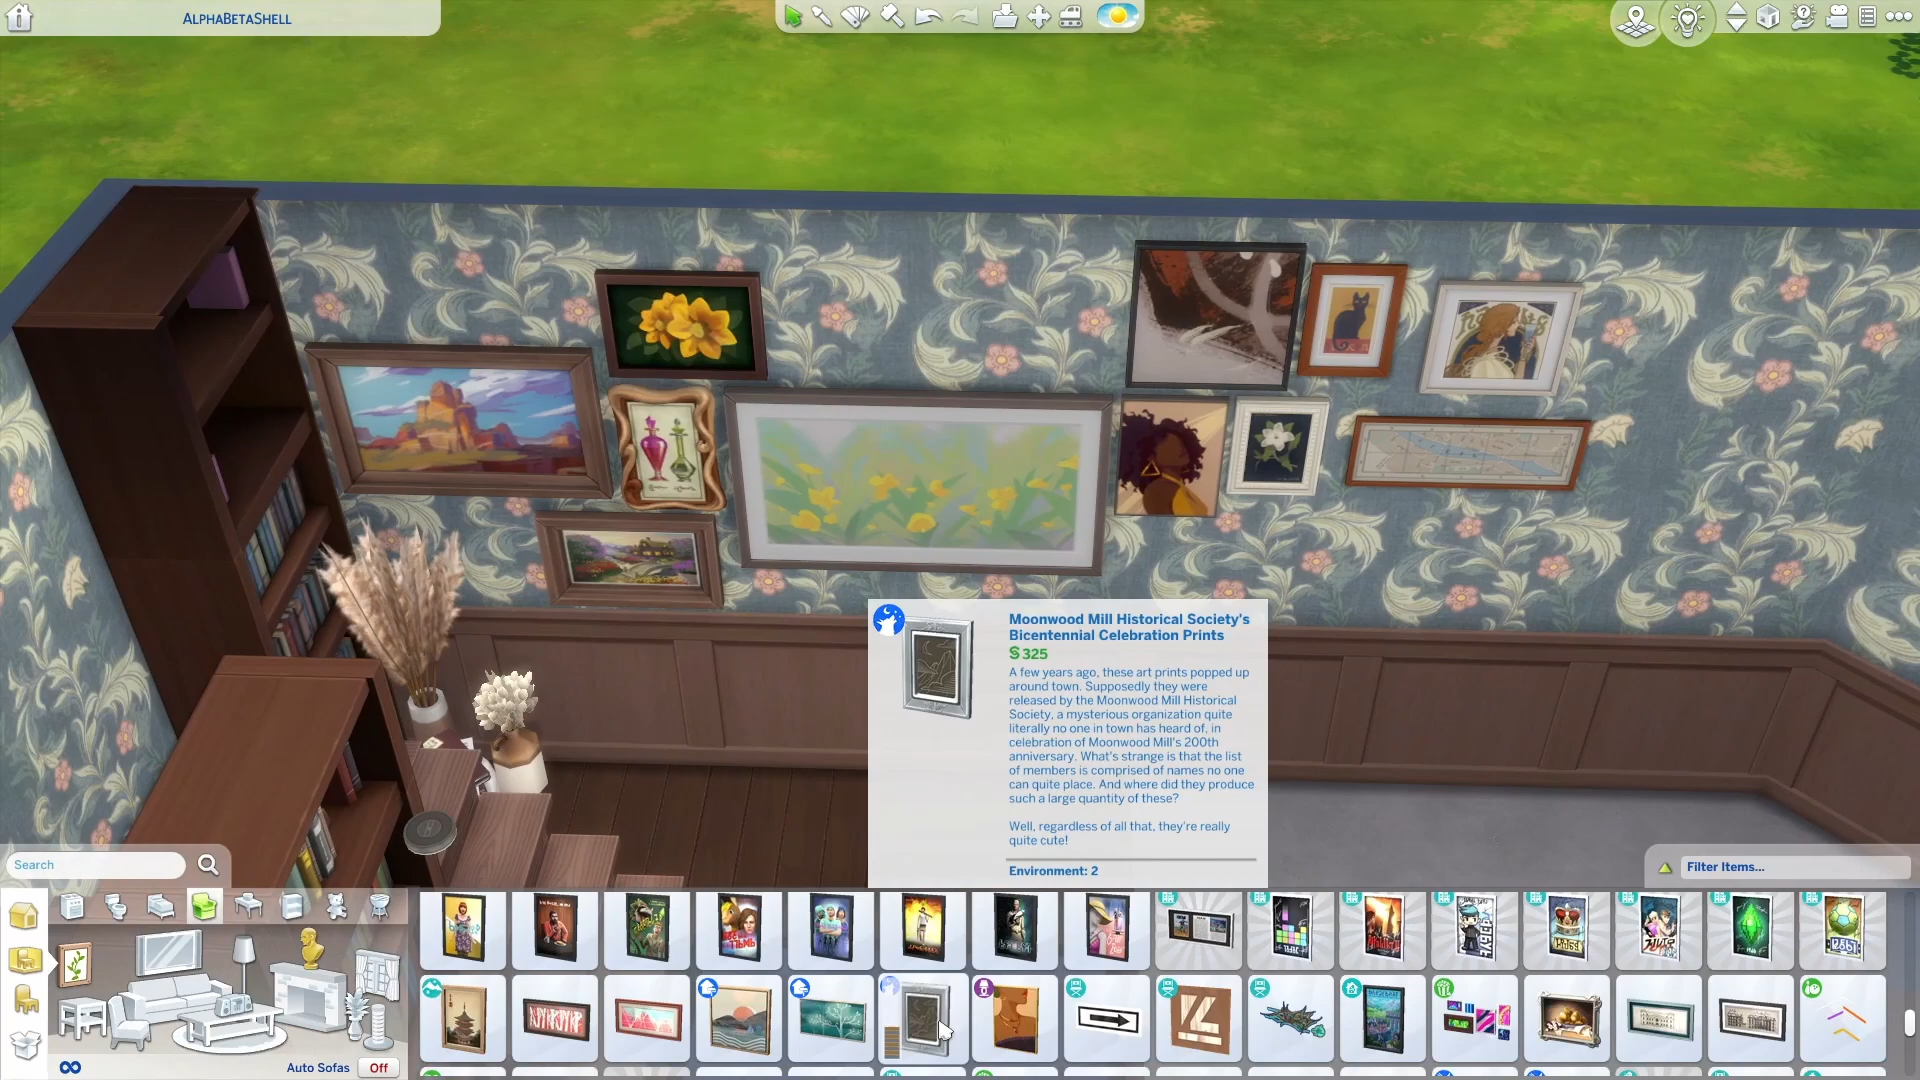 AlphaBetaShell
Moonwood Mill Historical Society's
Bicentennial Celebration Prints
§325
A few years ago, these art prints popped up
around town. Supposedly they were
released by the Moonwood Mill Historical
Society, a mysterious organization quite
literally no one in town has heard of, in
celebration of Moonwood Mill's 200th
anniversary. What's strange is that the list
of members is comprised of names no one
can quite place. And where did they produce
such a large quantity of these?
Well, regardless of all that, they're really
quite cute!
Environment: 2
Search
Filter Items...
Auto Sofas
Off